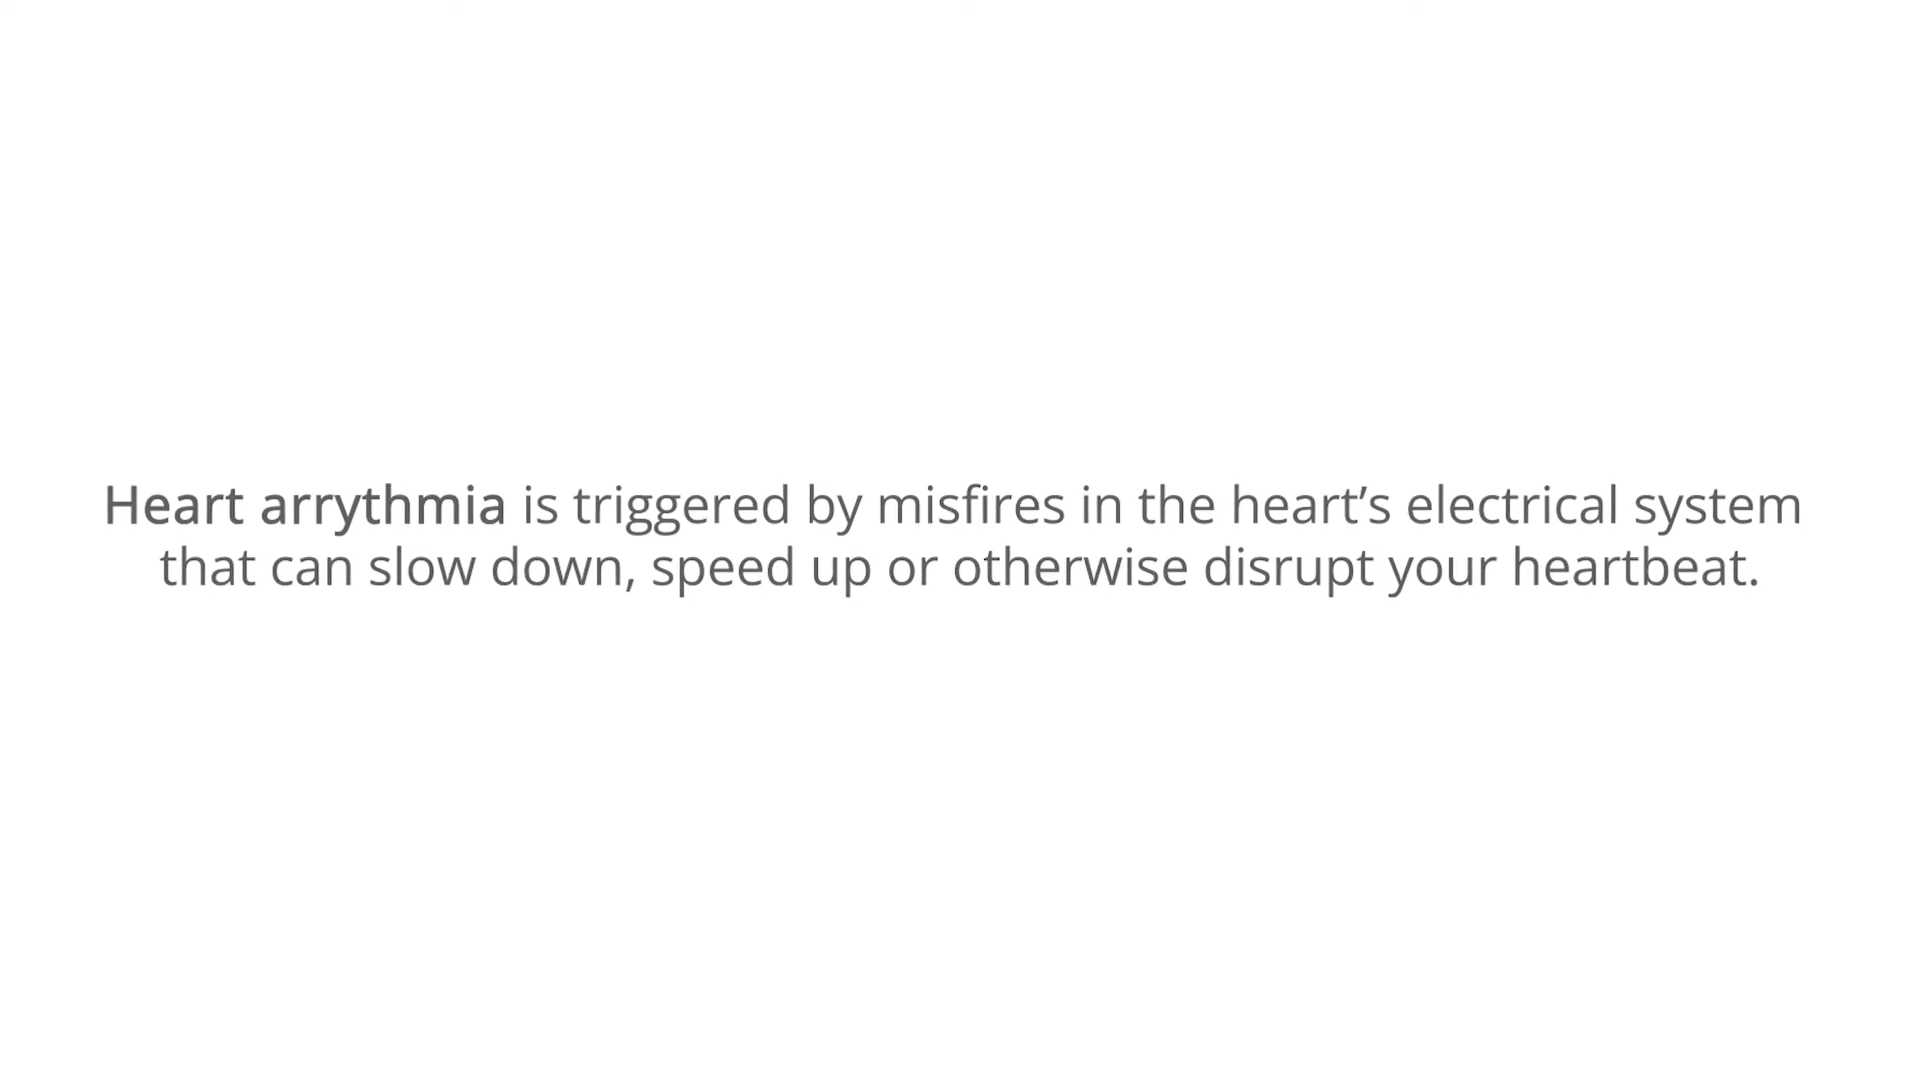 Heart arrythmia is triggered by misfires in the heart’s electrical system
that can slow down, speed up or otherwise disrupt your heartbeat.